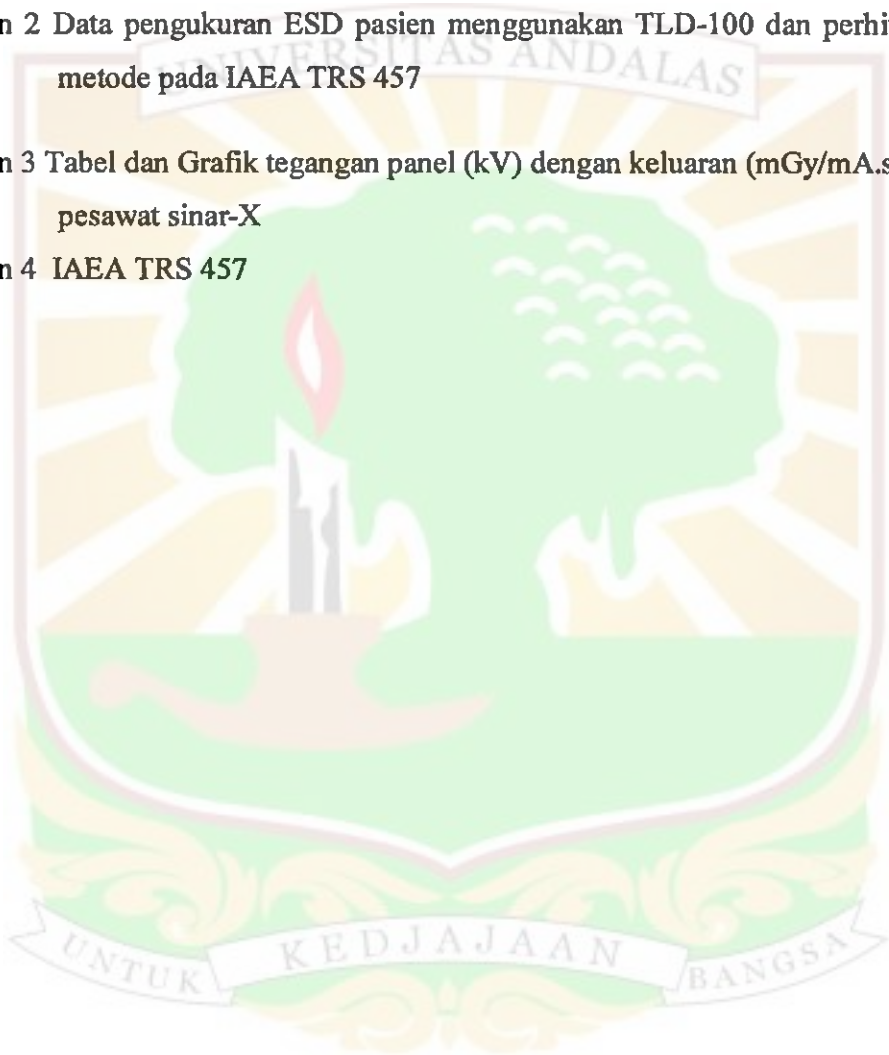 n 2 Data pengukuran ESD pasien menggunakan TLD-100 dan perhi
metode pada IAEA TRS 457
UNIVERSITAS ANDALAS
n 3 Tabel dan Grafik tegangan panel (kV) dengan keluaran (mGy/mA.s
pesawat sinar-X
n 4 IAEA TRS 457
UNTUK KEDJAJAAN BANGSA